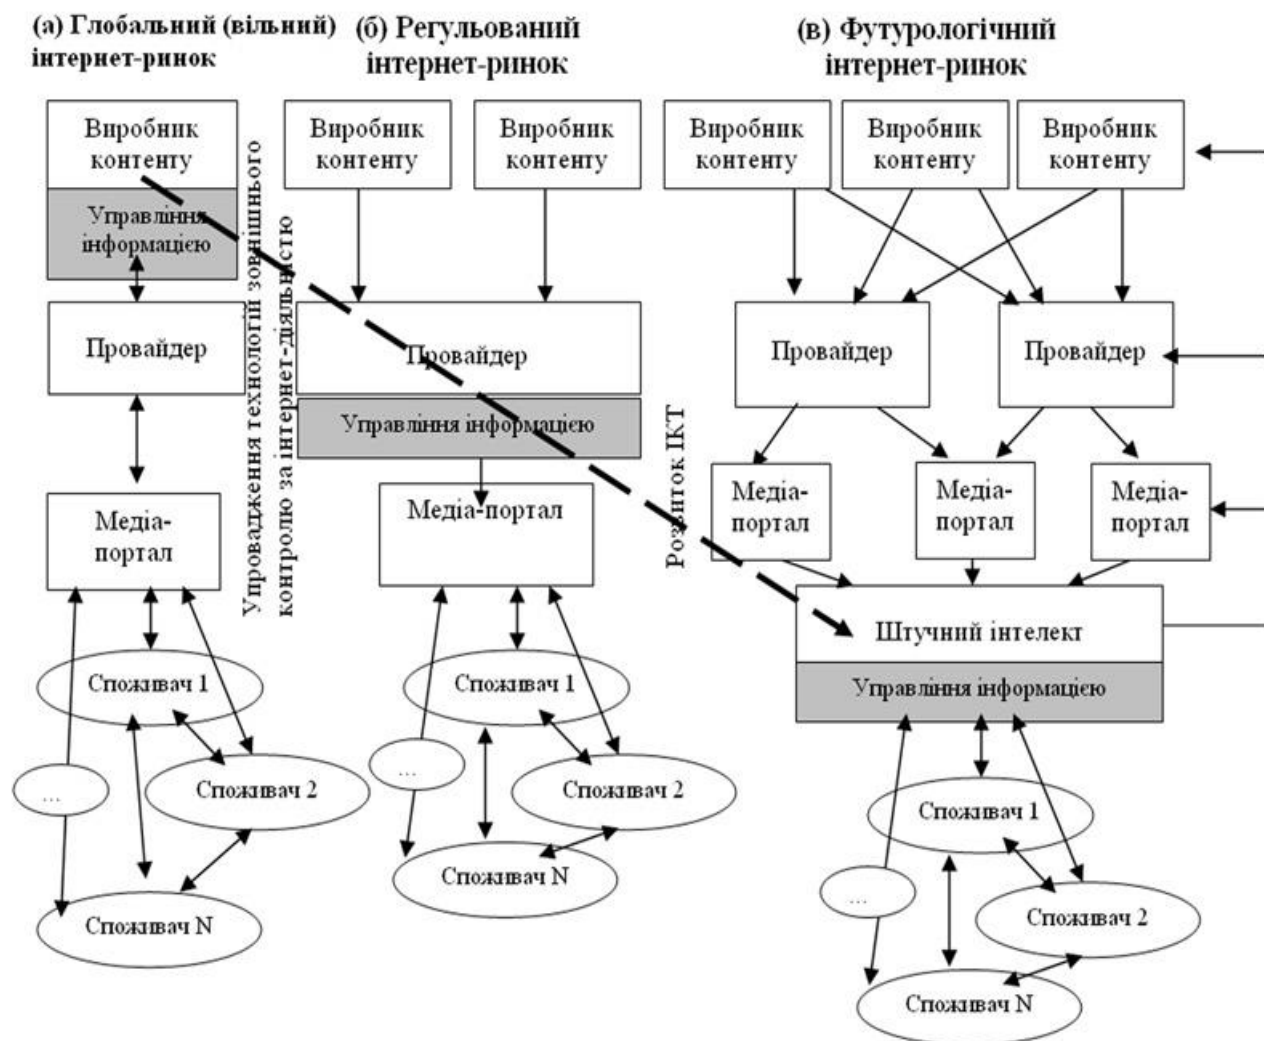 (а) Глобальний (вільний)
інтернет-ринок
Виробник
контенту
Управління
інформацією
Провайдер
Медіа-
портал
Споживач 1
...
Споживач 2
Споживач N
Упровадження технологій зовнішнього
контролю за інтернет-діяльністю
(б) Регульований
інтернет-ринок
Виробник
контенту
Виробник
контенту
Провайдер
Управління інформацією
Медіа-портал
Споживач 1
...
Споживач 2
Споживач N
Розвиток ІКТ
(в) Футурологічний
інтернет-ринок
Виробник
контенту
Виробник
контенту
Виробник
контенту
Провайдер
Провайдер
Медіа-
портал
Медіа-
портал
Медіа-
портал
Штучний інтелект
Управління інформацією
Споживач 1
...
Споживач 2
Споживач N